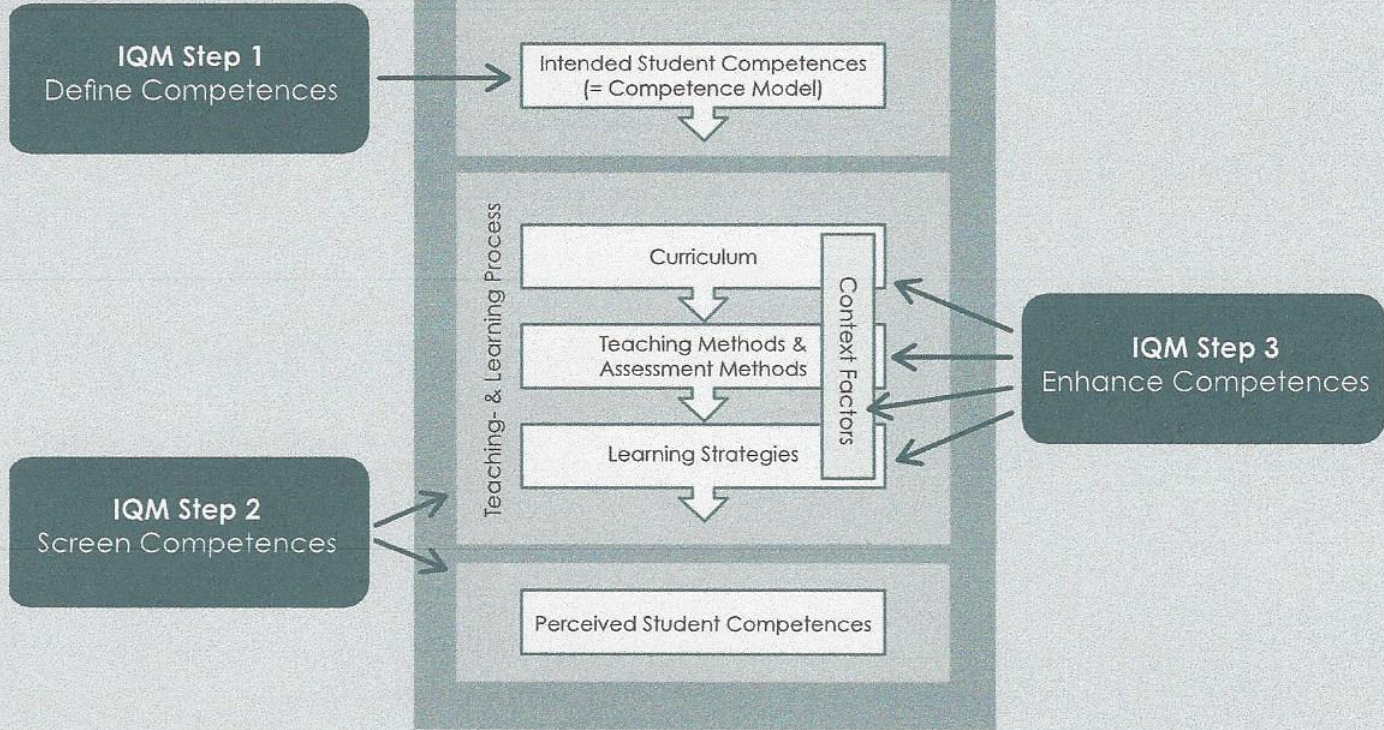 IQM Step 1
Define Competences
Intended Student Competences
(= Competence Model)
Teaching- & Learning Process
Curriculum
Teaching Methods &
Assessment Methods
Learning Strategies
Context Factors
IQM Step 3
Enhance Competences
IQM Step 2
Screen Competences
Perceived Student Competences